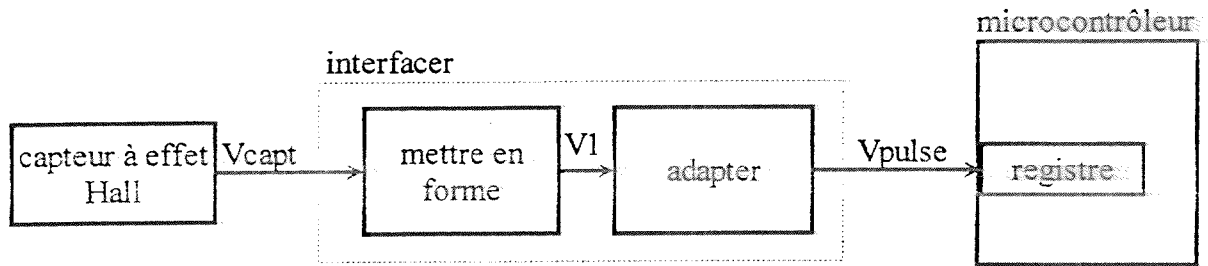 microcontrôleur
interfacer
capteur à effet
Hall
Vcapt
mettre en
forme
V1
adapter
Vpulse
registre